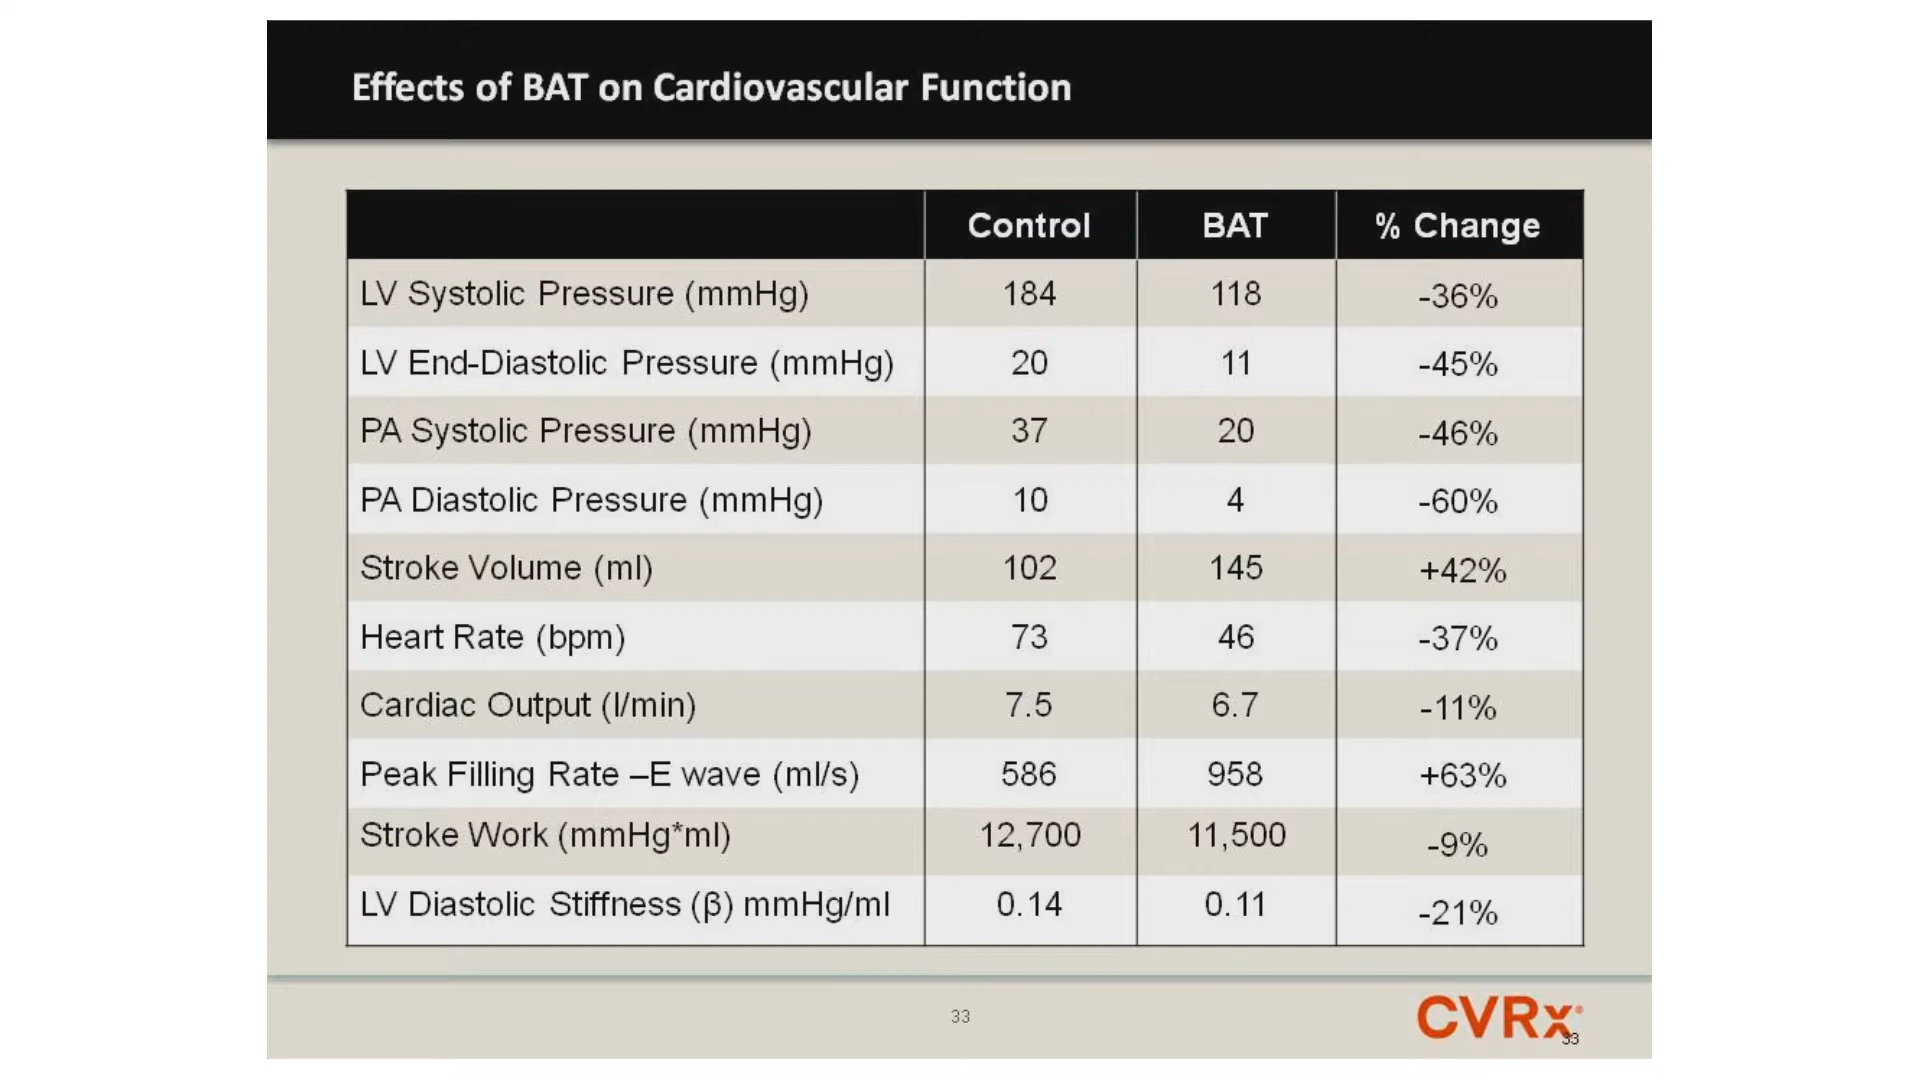 Effects of BAT on Cardiovascular Function
Control BAT % Change
LV Systolic Pressure (mmHg) 184 118 -36%
LV End-Diastolic Pressure (mmHg) 20 11 -45%
PA Systolic Pressure (mmHg) 37 20 -46%
PA Diastolic Pressure (mmHg) 10 4 -60%
Stroke Volume (ml) 102 145 +42%
Heart Rate (bpm) 73 46 -37%
Cardiac Output (l/min) 7.5 6.7 -11%
Peak Filling Rate –E wave (ml/s) 586 958 +63%
Stroke Work (mmHg*ml) 12,700 11,500 -9%
LV Diastolic Stiffness (β) mmHg/ml 0.14 0.11 -21%
33
CVRx®
33